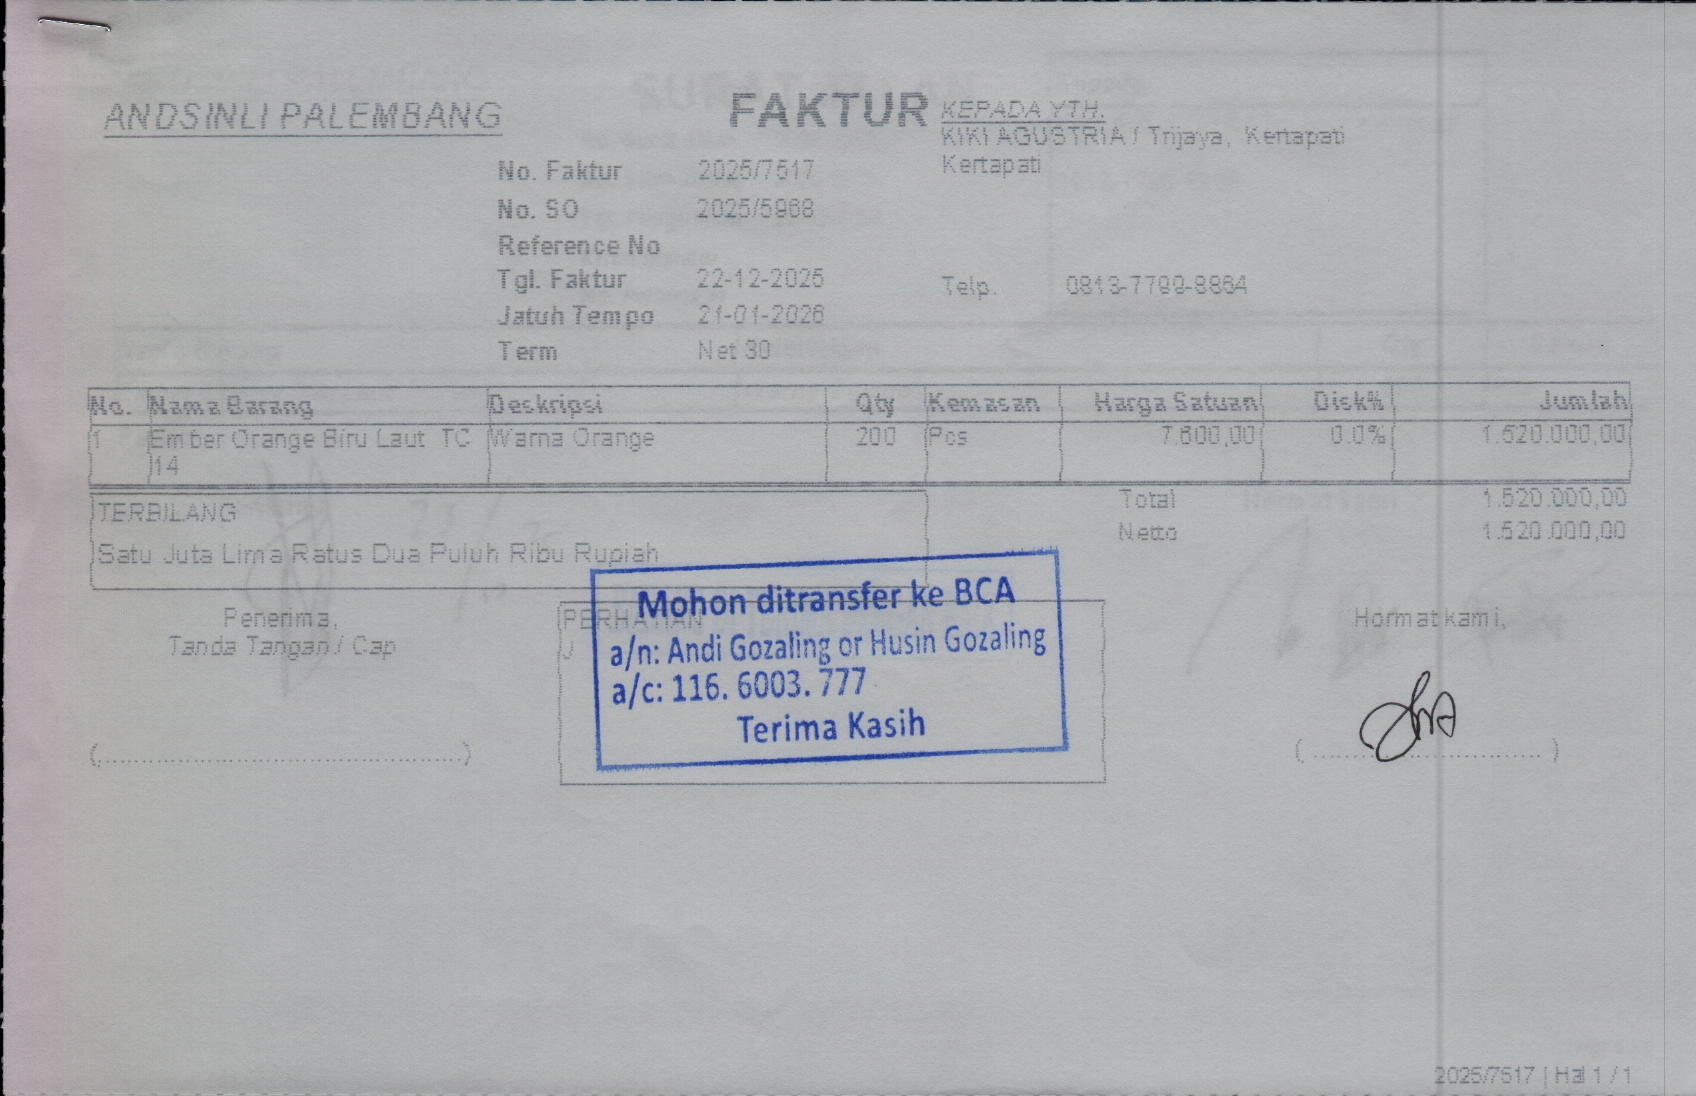 ANDSINLI PALEMBANG
FAKTUR
KEPADA YTH.
KIKI AGUSTRIA / Trijaya, Kertapati
Kertapati
No. Faktur 2025/7517
No. SO 2025/5968
Reference No
Tgl. Faktur 22-12-2025
Jatuh Tempo 21-01-2026
Term Net 30
Telp. 0813-7799-8864
No. Nama Barang Deskripsi Qty Kemasan Harga Satuan Disk% Jumlah
1 Ember Orange Biru Laut TC Warna Orange 200 Pcs 7.600,00 0.0% 1.520.000,00
14
TERBILANG
Satu Juta Lima Ratus Dua Puluh Ribu Rupiah
Total 1.520.000,00
Netto 1.520.000,00
Penerima,
Tanda Tangan / Cap
PERHATIAN
Mohon ditransfer ke BCA
a/n: Andi Gozaling or Husin Gozaling
a/c: 116. 6003. 777
Terima Kasih
Hormat kami,
2025/7517 | Hal 1 / 1